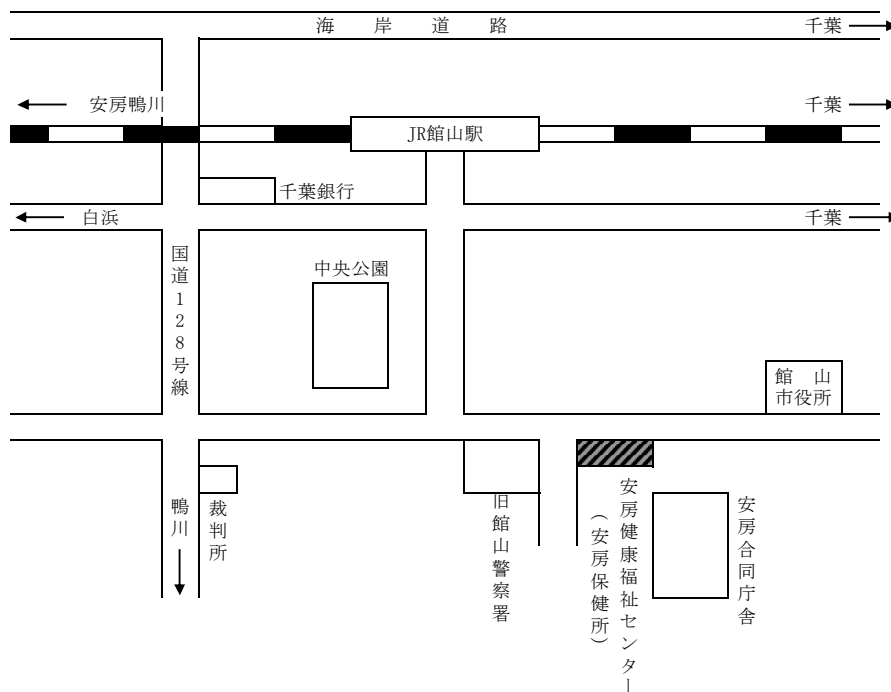 海岸道路
千葉
安房鴨川
千葉
JR館山駅
千葉銀行
白浜
千葉
国道128号線
中央公園
館山
市役所
鴨川
裁判所
旧館山警察署
安房健康福祉センター
（安房保健所）
安房合同庁舎